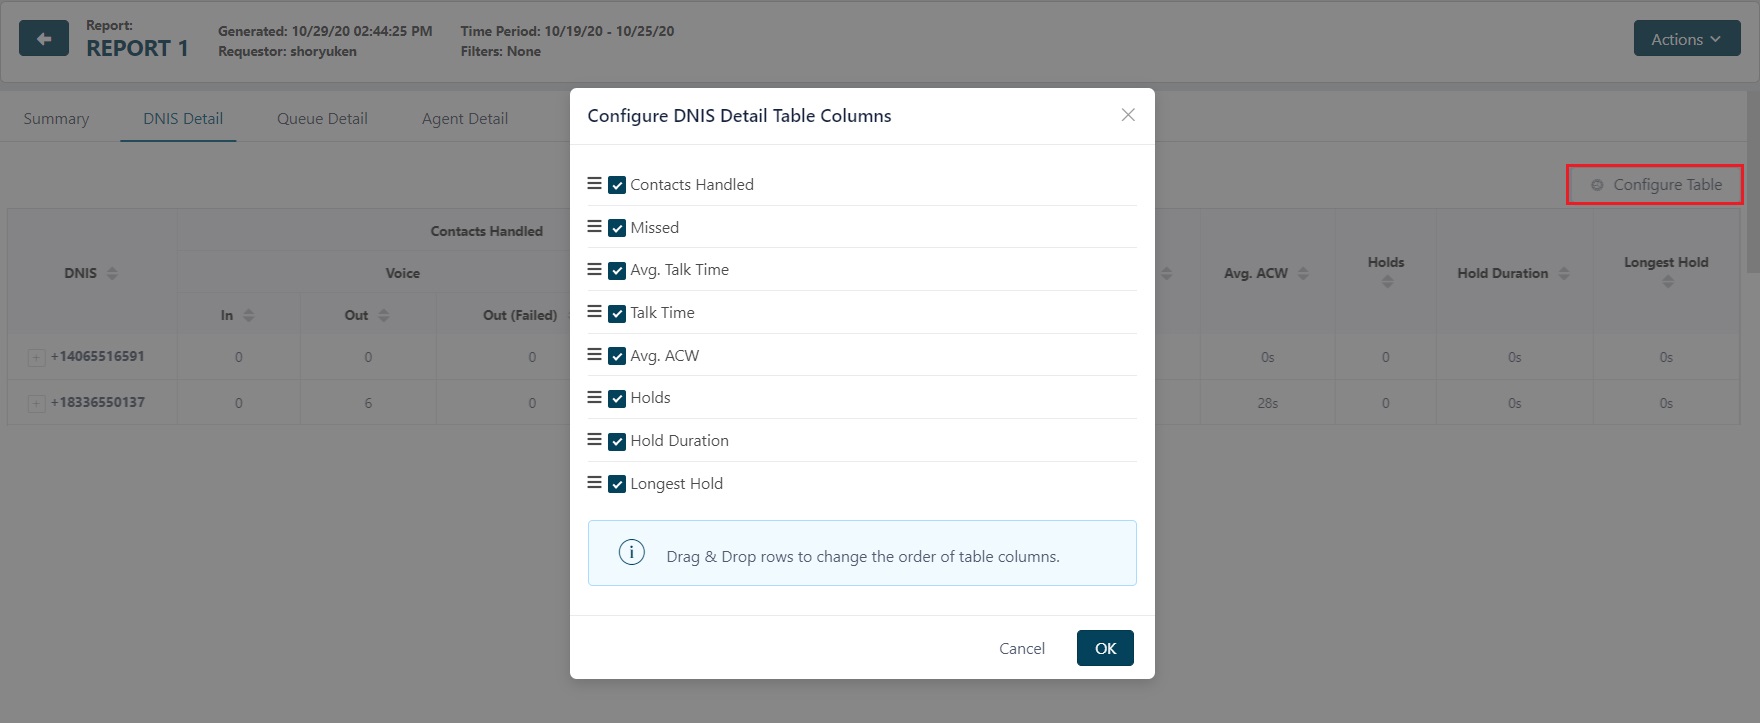 Report:
REPORT 1
Generated: 10/29/20 02:44:25 PM
Requestor: shoryuken
Time Period: 10/19/20 - 10/25/20
Filters: None
Actions
Summary
DNIS Detail
Queue Detail
Agent Detail
Configure Table
Configure DNIS Detail Table Columns
Contacts Handled
Missed
Avg. Talk Time
Talk Time
Avg. ACW
Holds
Hold Duration
Longest Hold
Drag & Drop rows to change the order of table columns.
Cancel
OK
DNIS
Contacts Handled
Voice
In
Out
Out (Failed)
Avg. ACW
Holds
Hold Duration
Longest Hold
+14065516591 0 0 0 0s 0 0s 0s
+18336550137 0 6 0 28s 0 0s 0s